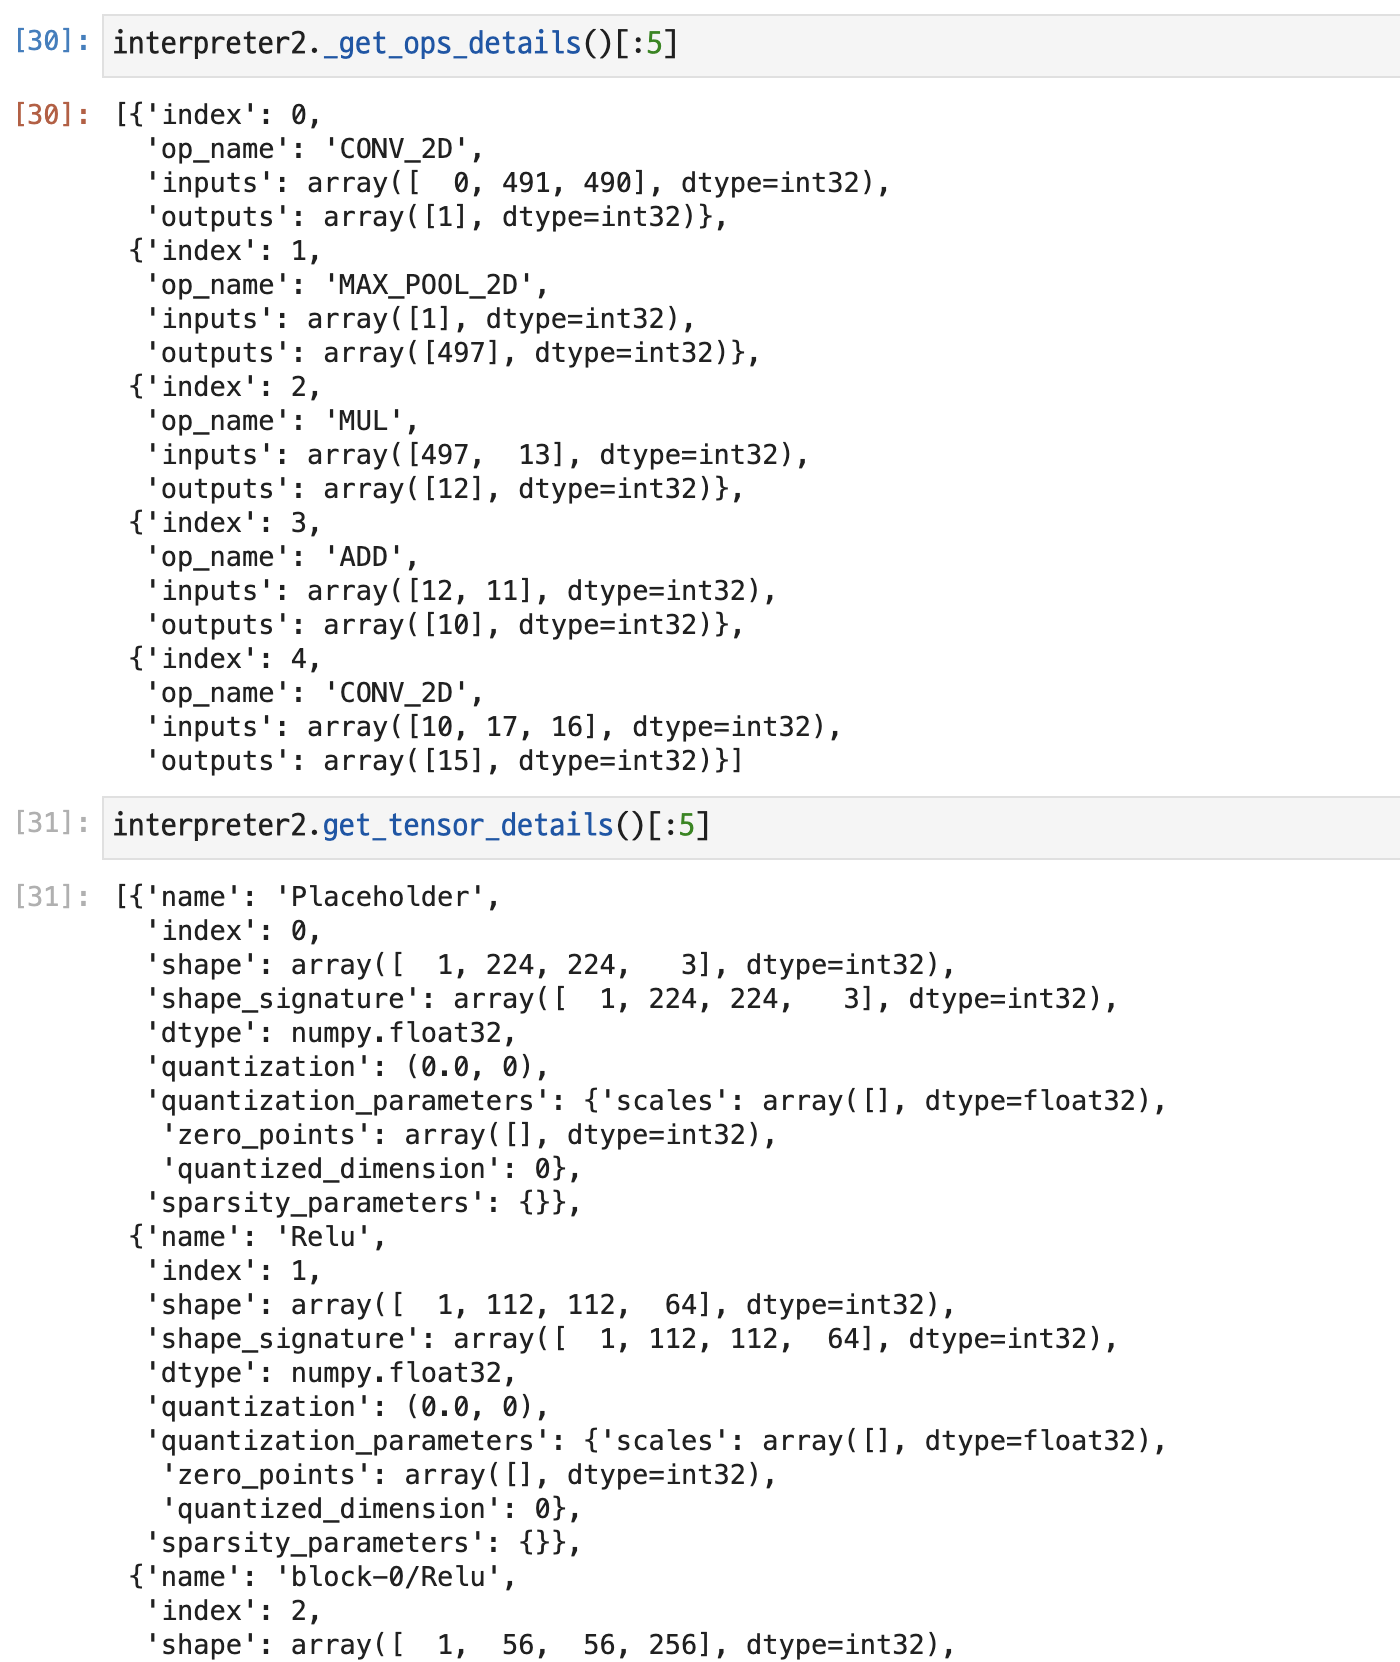 [30]: interpreter2._get_ops_details()[:5]
[30]: [{'index': 0,
  'op_name': 'CONV_2D',
  'inputs': array([  0, 491, 490], dtype=int32),
  'outputs': array([1], dtype=int32)},
 {'index': 1,
  'op_name': 'MAX_POOL_2D',
  'inputs': array([1], dtype=int32),
  'outputs': array([497], dtype=int32)},
 {'index': 2,
  'op_name': 'MUL',
  'inputs': array([497,  13], dtype=int32),
  'outputs': array([12], dtype=int32)},
 {'index': 3,
  'op_name': 'ADD',
  'inputs': array([12, 11], dtype=int32),
  'outputs': array([10], dtype=int32)},
 {'index': 4,
  'op_name': 'CONV_2D',
  'inputs': array([10, 17, 16], dtype=int32),
  'outputs': array([15], dtype=int32)}]
[31]: interpreter2.get_tensor_details()[:5]
[31]: [{'name': 'Placeholder',
  'index': 0,
  'shape': array([  1, 224, 224,   3], dtype=int32),
  'shape_signature': array([  1, 224, 224,   3], dtype=int32),
  'dtype': numpy.float32,
  'quantization': (0.0, 0),
  'quantization_parameters': {'scales': array([], dtype=float32),
   'zero_points': array([], dtype=int32),
   'quantized_dimension': 0},
  'sparsity_parameters': {}},
 {'name': 'Relu',
  'index': 1,
  'shape': array([  1, 112, 112,  64], dtype=int32),
  'shape_signature': array([  1, 112, 112,  64], dtype=int32),
  'dtype': numpy.float32,
  'quantization': (0.0, 0),
  'quantization_parameters': {'scales': array([], dtype=float32),
   'zero_points': array([], dtype=int32),
   'quantized_dimension': 0},
  'sparsity_parameters': {}},
 {'name': 'block-0/Relu',
  'index': 2,
  'shape': array([  1,  56,  56, 256], dtype=int32),